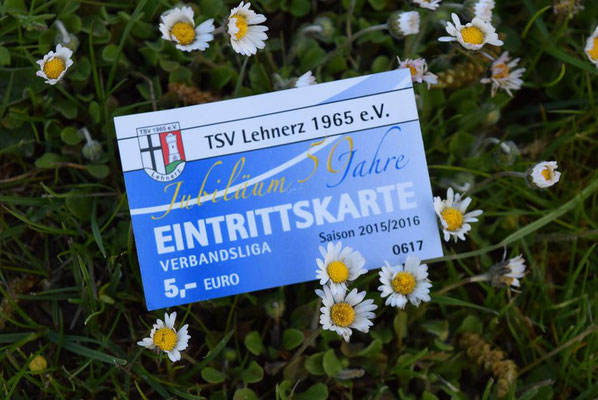 TSV 1965 e.V.
Lehnerz
TSV Lehnerz 1965 e.V.
Jubiläum 50 Jahre
EINTRITTSKARTE
VERBANDSLIGA
Saison 2015/2016
5,- EURO
0617